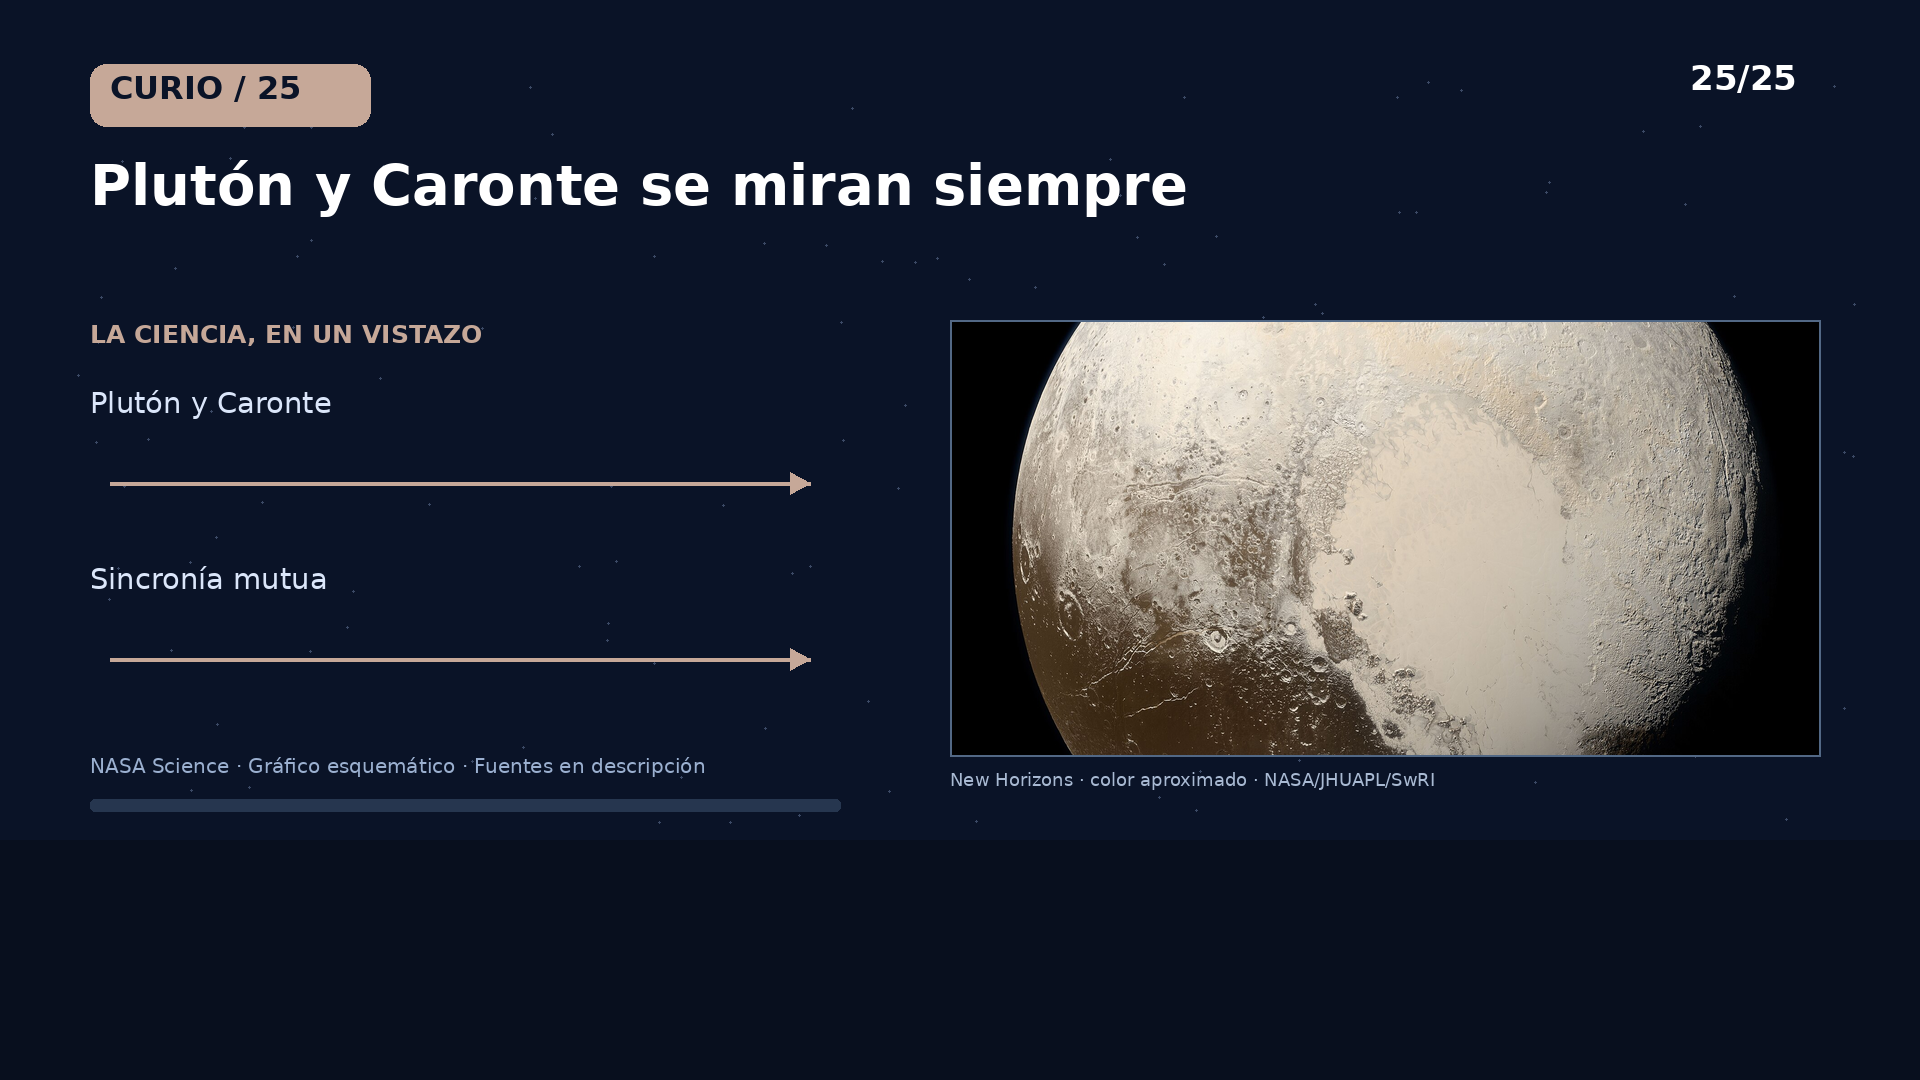 CURIO / 25
25/25
Plutón y Caronte se miran siempre
LA CIENCIA, EN UN VISTAZO
Plutón y Caronte
Sincronía mutua
NASA Science · Gráfico esquemático · Fuentes en descripción
New Horizons · color aproximado · NASA/JHUAPL/SwRI